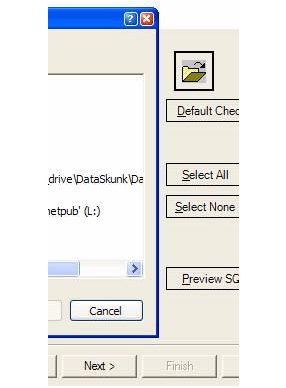 Default Chec
drive\DataSkunk\Da
Select All
netpub' (L:)
Select None
Preview SQ
Cancel
Next >
Finish